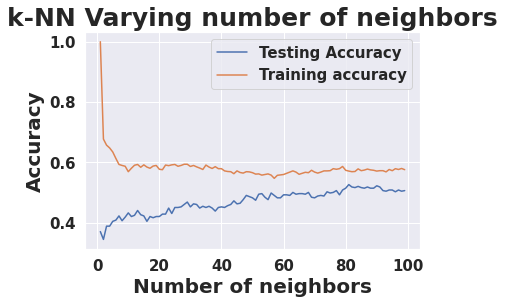 k-NN Varying number of neighbors
Testing Accuracy
Training accuracy
Accuracy
1.0
0.8
0.6
0.4
0 20 40 60 80 100
Number of neighbors